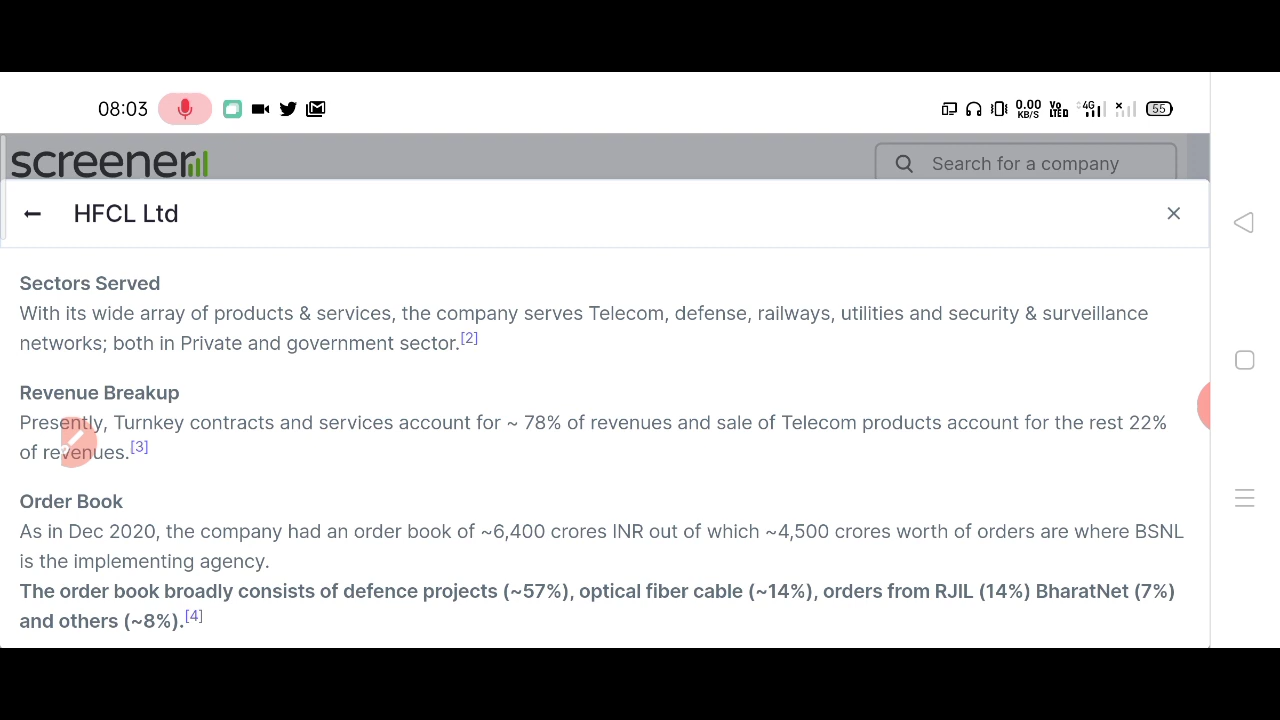 08:03
0.00 KB/S Vo LTE D 4G 55
screener
Search for a company
← HFCL Ltd ×
Sectors Served
With its wide array of products & services, the company serves Telecom, defense, railways, utilities and security & surveillance
networks; both in Private and government sector.[2]
Revenue Breakup
Presently, Turnkey contracts and services account for ~ 78% of revenues and sale of Telecom products account for the rest 22%
of revenues.[3]
Order Book
As in Dec 2020, the company had an order book of ~6,400 crores INR out of which ~4,500 crores worth of orders are where BSNL
is the implementing agency.
The order book broadly consists of defence projects (~57%), optical fiber cable (~14%), orders from RJIL (14%) BharatNet (7%)
and others (~8%).[4]